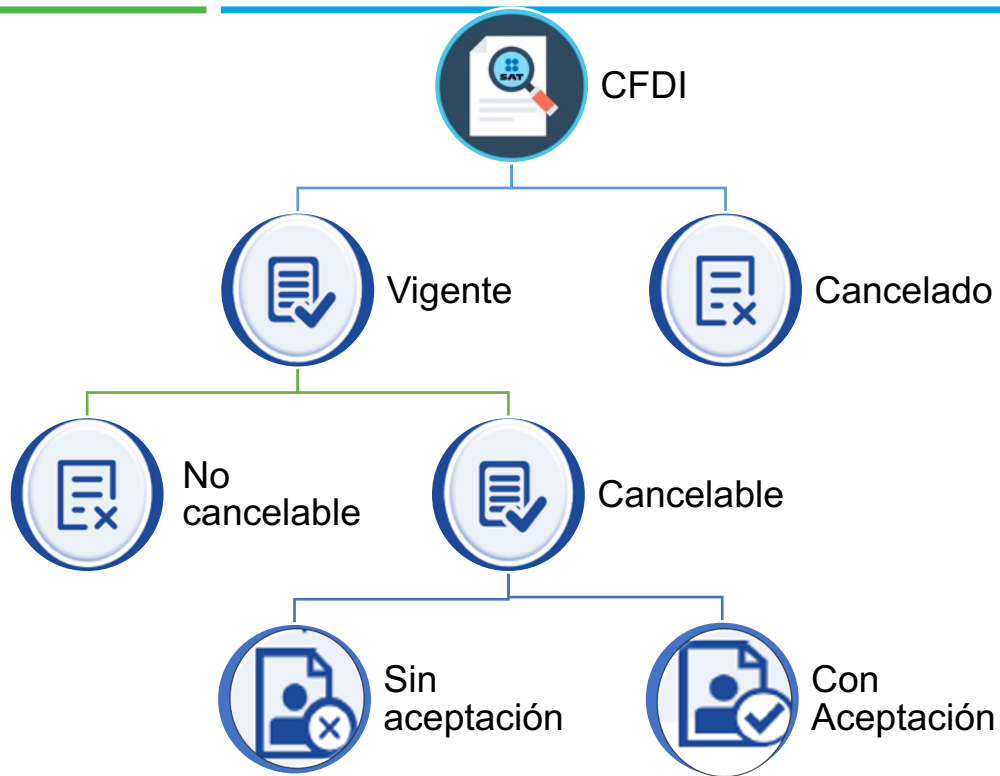 SAT
CFDI
Vigente
Cancelado
No
cancelable
Cancelable
Sin
aceptación
Con
Aceptación